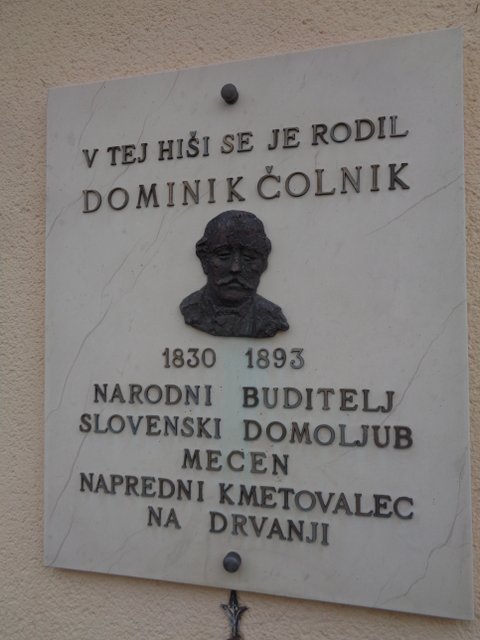 V TEJ HIŠI SE JE RODIL
DOMINIK ČOLNIK
1830 1893
NARODNI BUDITELJ
SLOVENSKI DOMOLJUB
MECEN
NAPREDNI KMETOVALEC
NA DRVANJI